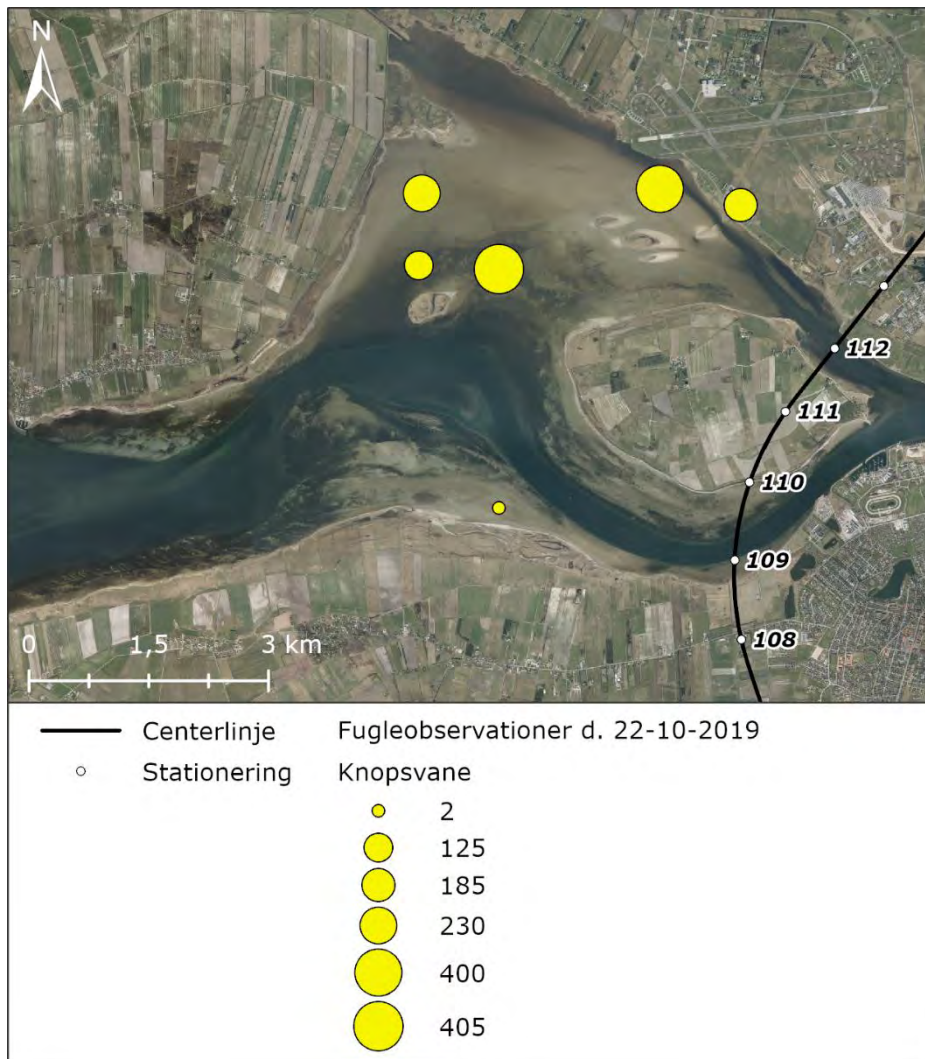 N
112
111
110
109
108
0 1,5 3 km
Centerlinje Fugleobservationer d. 22-10-2019
Stationering Knopsvane
2
125
185
230
400
405